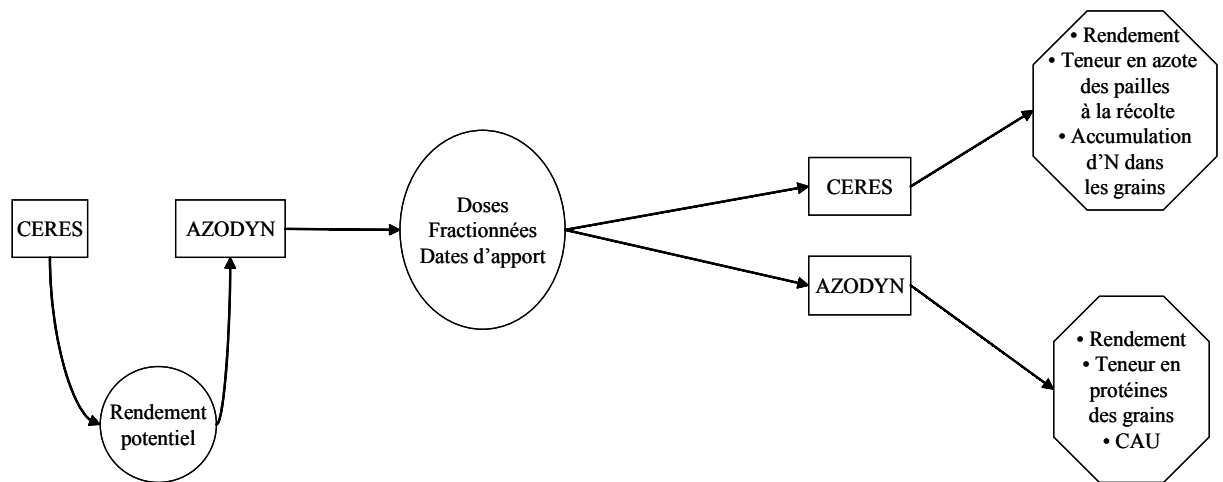 CERES
Rendement
potentiel
AZODYN
Doses
Fractionnées
Dates d’apport
CERES
• Rendement
• Teneur en azote
des pailles
à la récolte
• Accumulation
d’N dans
les grains
AZODYN
• Rendement
• Teneur en
protéines
des grains
• CAU